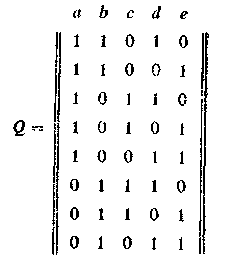 a b c d e
1 1 0 1 0
1 1 0 0 1
1 0 1 1 0
Q = 1 0 1 0 1
1 0 0 1 1
0 1 1 1 0
0 1 1 0 1
0 1 0 1 1